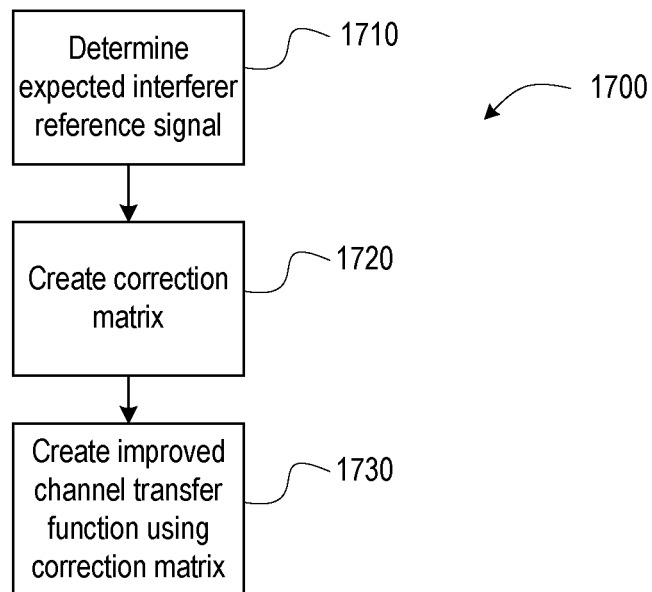 Determine
expected interferer
reference signal
1710
1700
Create correction
matrix
1720
Create improved
channel transfer
function using
correction matrix
1730